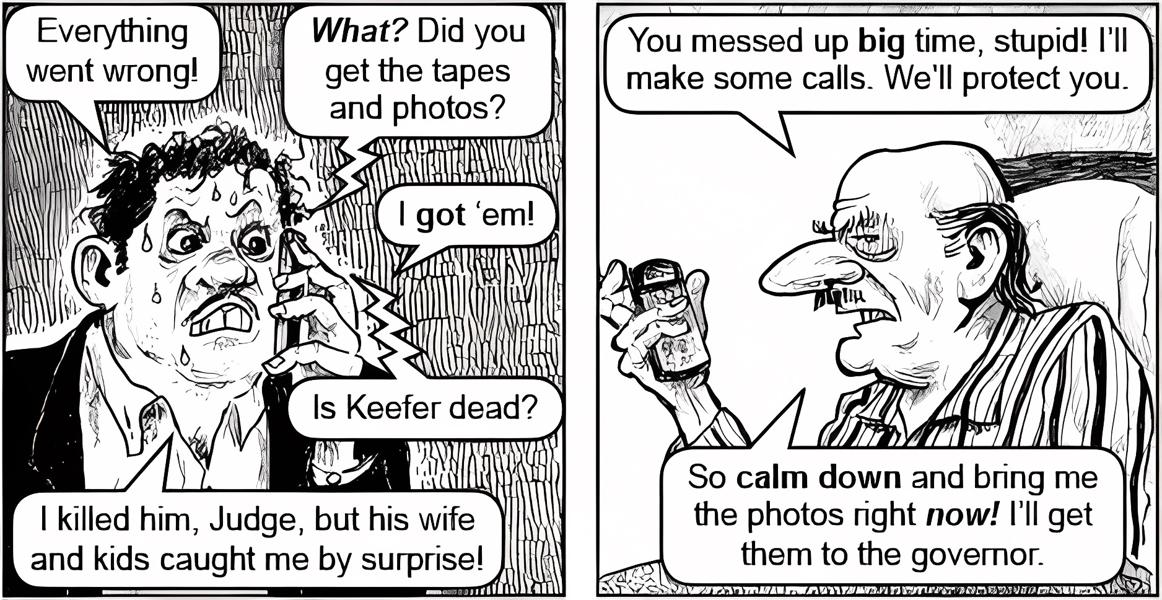 Everything
went wrong!
What? Did you
get the tapes
and photos?
I got ‘em!
Is Keefer dead?
I killed him, Judge, but his wife
and kids caught me by surprise!
You messed up big time, stupid! I'll
make some calls. We'll protect you.
So calm down and bring me
the photos right now! I'll get
them to the governor.